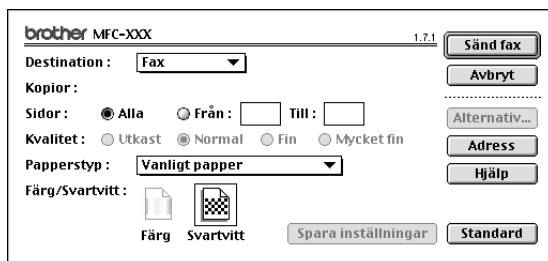 brother MFC-XXX 1.7.1
Sänd fax
Destination : Fax
Avbryt
Kopior :
Sidor : Alla Från : Till :
Alternativ...
Kvalitet : Utkast Normal Fin Mycket fin
Adress
Papperstyp : Vanligt papper
Hjälp
Färg/Svartvitt :
Färg Svartvitt
Spara inställningar
Standard